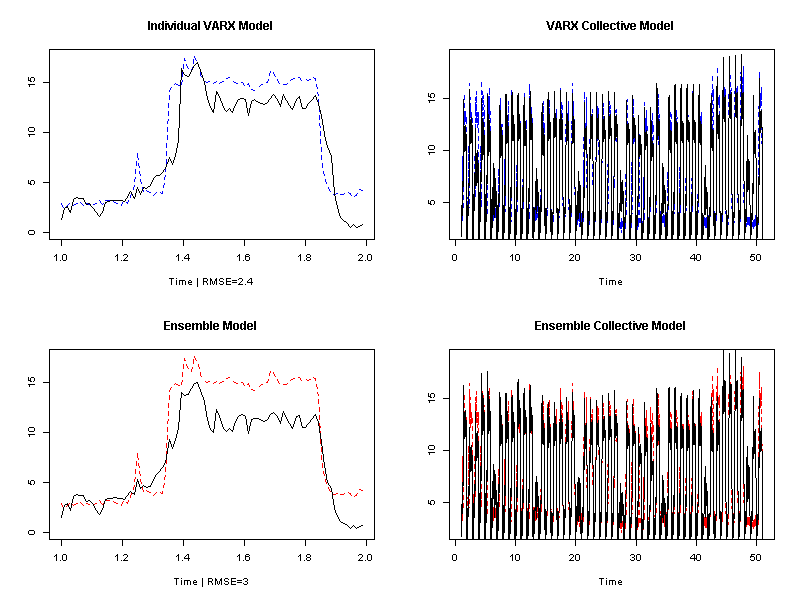 Individual VARX Model
15
10
5
0
1.0 1.2 1.4 1.6 1.8 2.0
Time | RMSE=2.4
VARX Collective Model
15
10
5
0 10 20 30 40 50
Time
Ensemble Model
15
10
5
0
1.0 1.2 1.4 1.6 1.8 2.0
Time | RMSE=3
Ensemble Collective Model
15
10
5
0 10 20 30 40 50
Time